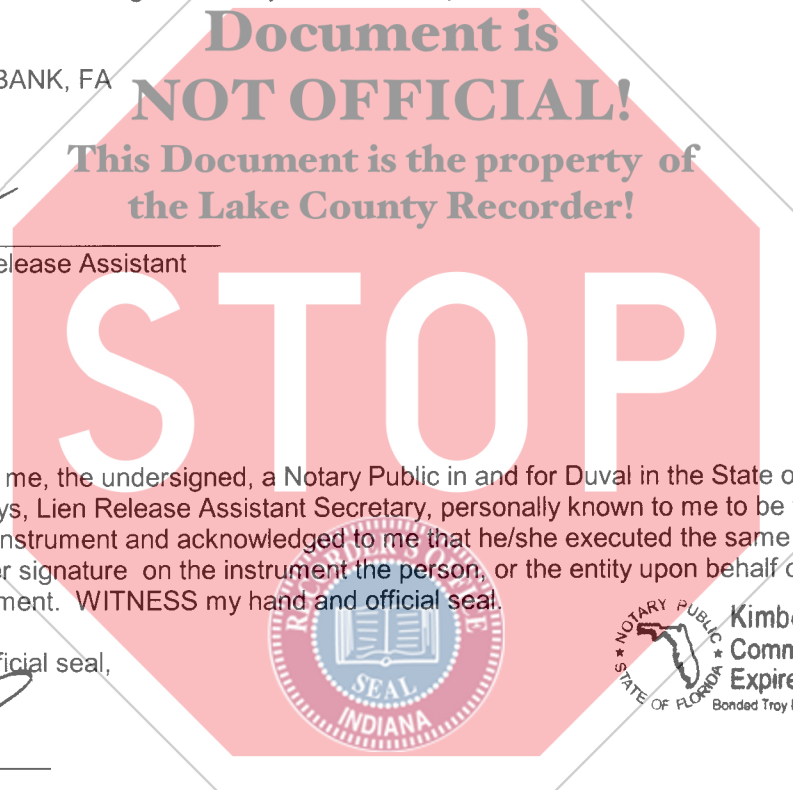 Document is
BANK, FA
NOT OFFICIAL!
This Document is the property of
the Lake County Recorder!
elease Assistant
STOP
me, the undersigned, a Notary Public in and for Duval in the State o
ys, Lien Release Assistant Secretary, personally known to me to be
nstrument and acknowledged to me that he/she executed the same
r signature on the instrument the person, or the entity upon behalf o
ment. WITNESS my hand and official seal.
ficial seal,
RECORDER'S OFFICE
SEAL
INDIANA
NOTARY PUBLIC
STATE OF FLORIDA
Kimb
Comm
Expire
Bonded Troy